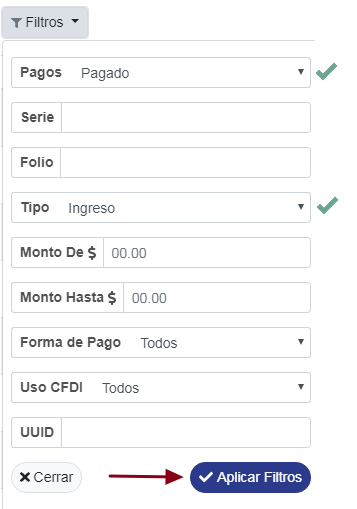 Filtros
Pagos Pagado
Serie
Folio
Tipo Ingreso
Monto De $ 00.00
Monto Hasta $ 00.00
Forma de Pago Todos
Uso CFDI Todos
UUID
Cerrar Aplicar Filtros